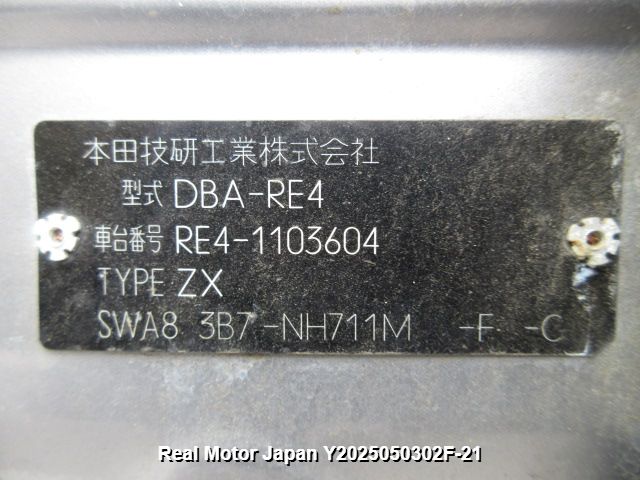 本田技研工業株式会社
型式 DBA-RE4
車台番号 RE4-1103604
TYPE ZX
SWA8 3B7-NH711M -F -C
Real Motor Japan Y2025050302F-21